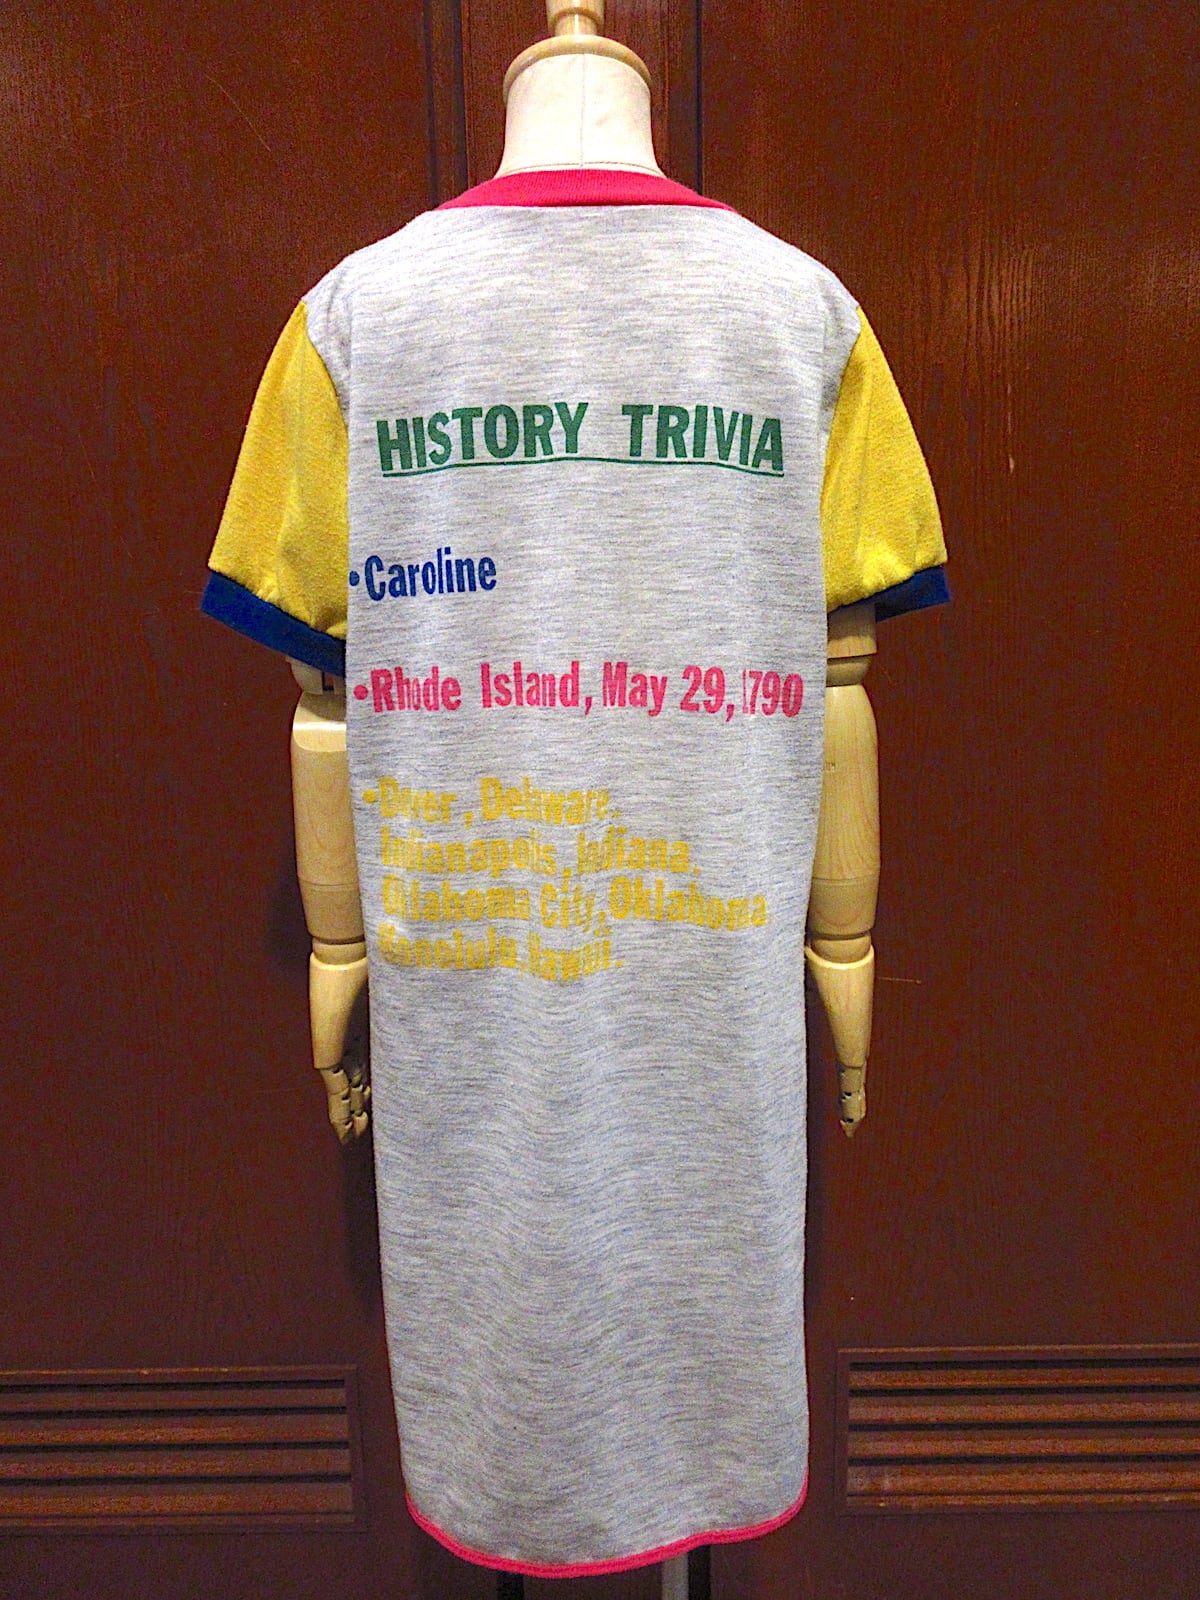 HISTORY TRIVIA
•Caroline
•Rhode Island, May 29, 1790
•Dover, Delaware.
Indianapolis, Indiana.
Oklahoma City, Oklahoma
Honolulu, Hawaii.